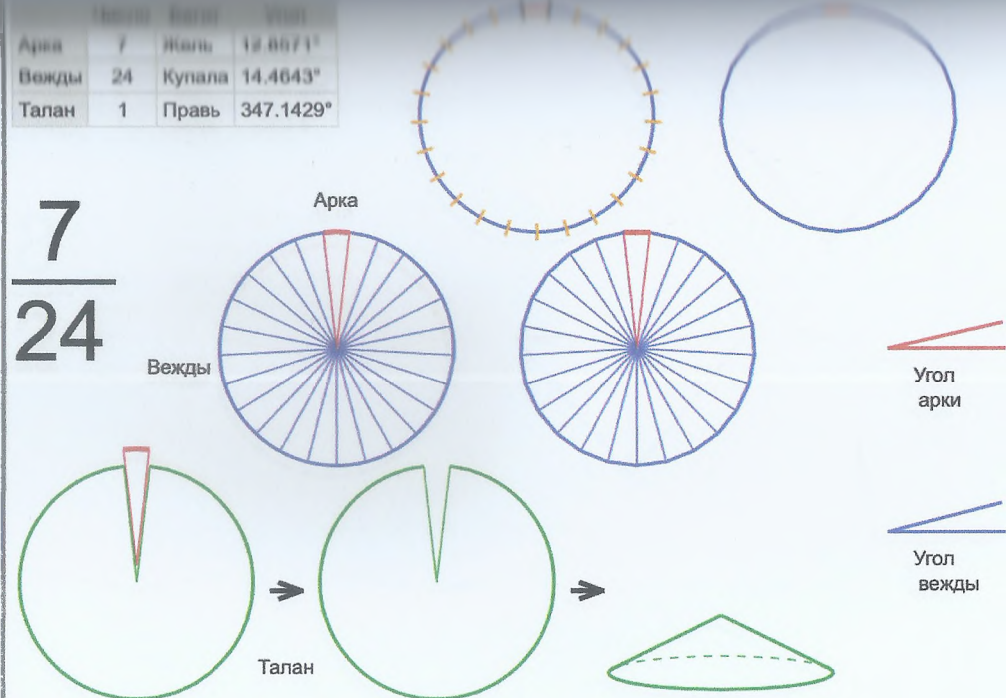 Арка 7 Жаль 12.8571°
Вежды 24 Купала 14.4643°
Талан 1 Правь 347.1429°
7
24
Арка
Вежды
Угол
арки
Угол
вежды
Талан